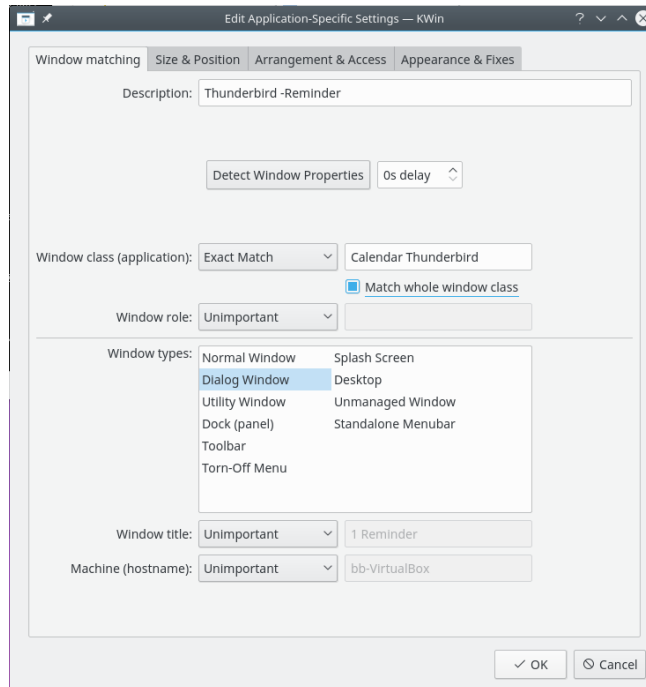 Edit Application-Specific Settings — KWin
Window matching Size & Position Arrangement & Access Appearance & Fixes
Description: Thunderbird -Reminder
Detect Window Properties 0s delay
Window class (application): Exact Match Calendar Thunderbird
Match whole window class
Window role: Unimportant
Window types:
Normal Window Splash Screen
Dialog Window Desktop
Utility Window Unmanaged Window
Dock (panel) Standalone Menubar
Toolbar
Torn-Off Menu
Window title: Unimportant 1 Reminder
Machine (hostname): Unimportant bb-VirtualBox
OK Cancel